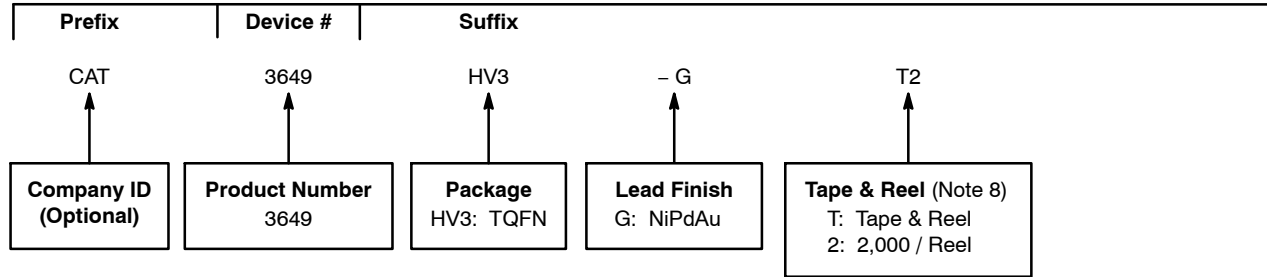 Prefix Device # Suffix
CAT 3649 HV3 – G T2
Company ID
(Optional)
Product Number
3649
Package
HV3: TQFN
Lead Finish
G: NiPdAu
Tape & Reel (Note 8)
T: Tape & Reel
2: 2,000 / Reel